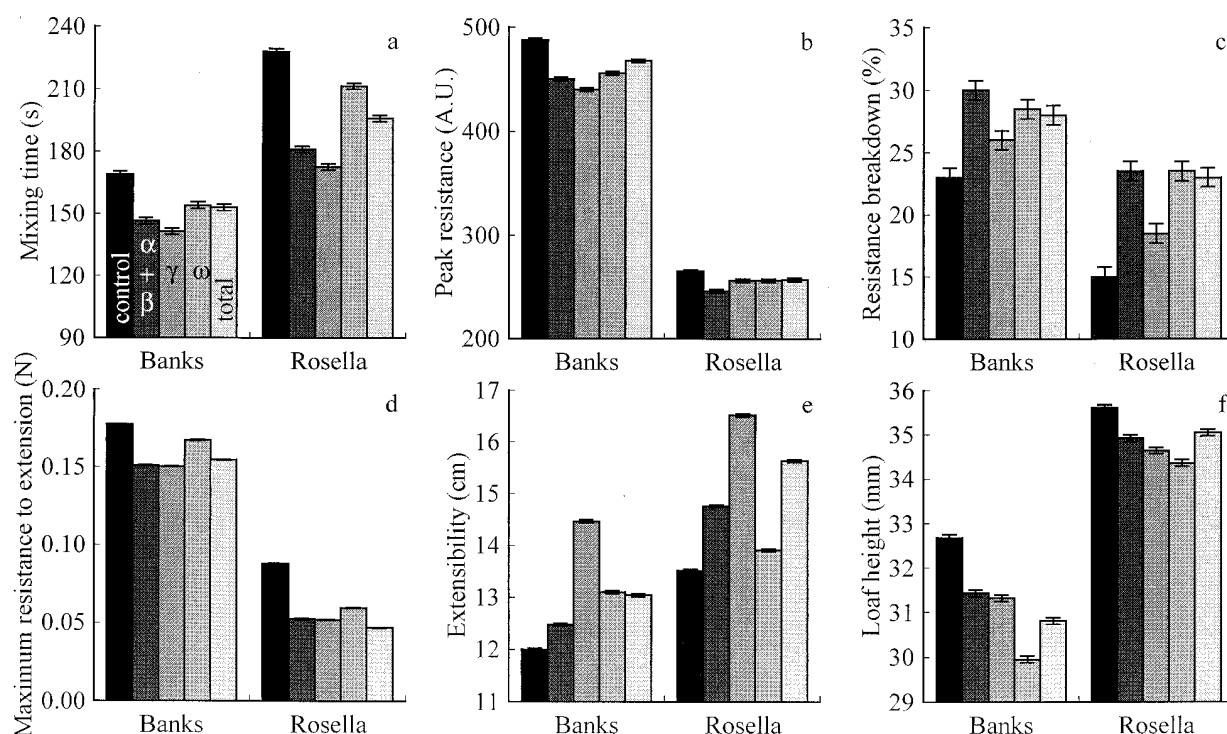 240
210
180
150
120
90
Mixing time (s)
control
α + β
γ
ω
total
a
Banks
Rosella
500
400
300
200
Peak resistance (A.U.)
b
Banks
Rosella
35
30
25
20
15
10
Resistance breakdown (%)
c
Banks
Rosella
0.20
0.15
0.10
0.05
0.00
Maximum resistance to extension (N)
d
Banks
Rosella
17
16
15
14
13
12
11
Extensibility (cm)
e
Banks
Rosella
36
35
34
33
32
31
30
29
Loaf height (mm)
f
Banks
Rosella